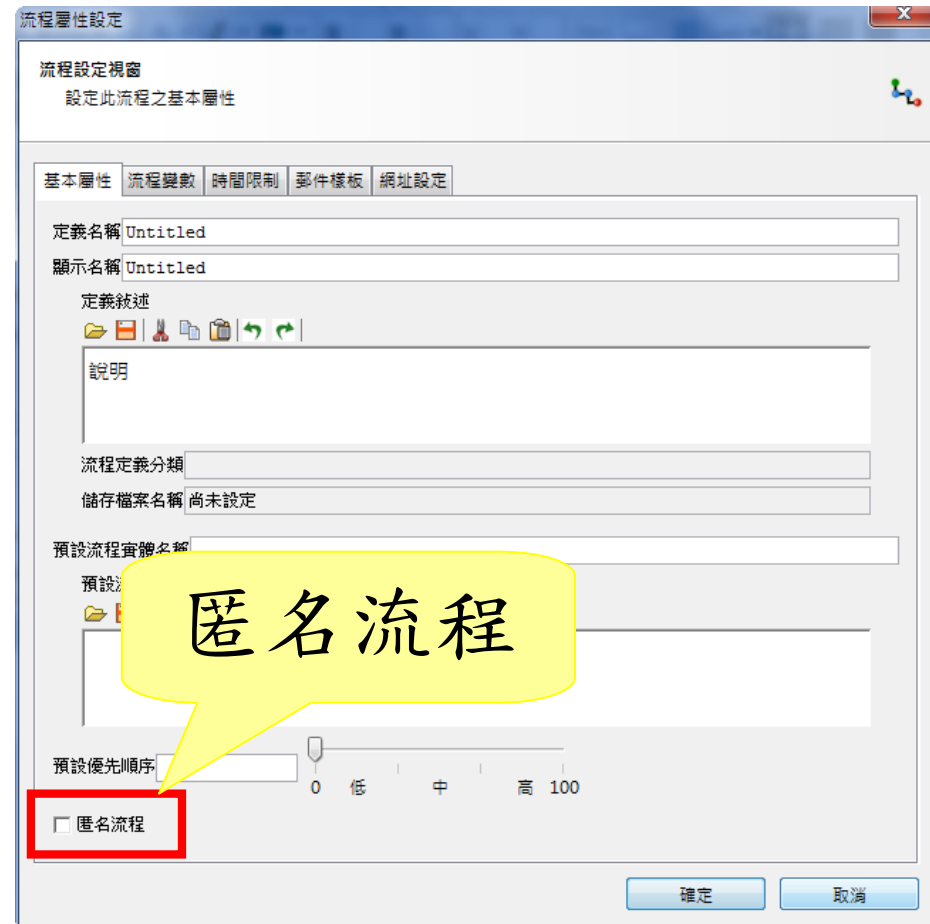 流程屬性設定
流程設定視窗
設定此流程之基本屬性
基本屬性 流程變數 時間限制 郵件樣板 網址設定
定義名稱 Untitled
顯示名稱 Untitled
定義敘述
說明
流程定義分類
儲存檔案名稱 尚未設定
預設流程實體名稱
預設
匿名流程
預設優先順序
0 低 中 高 100
匿名流程
確定 取消